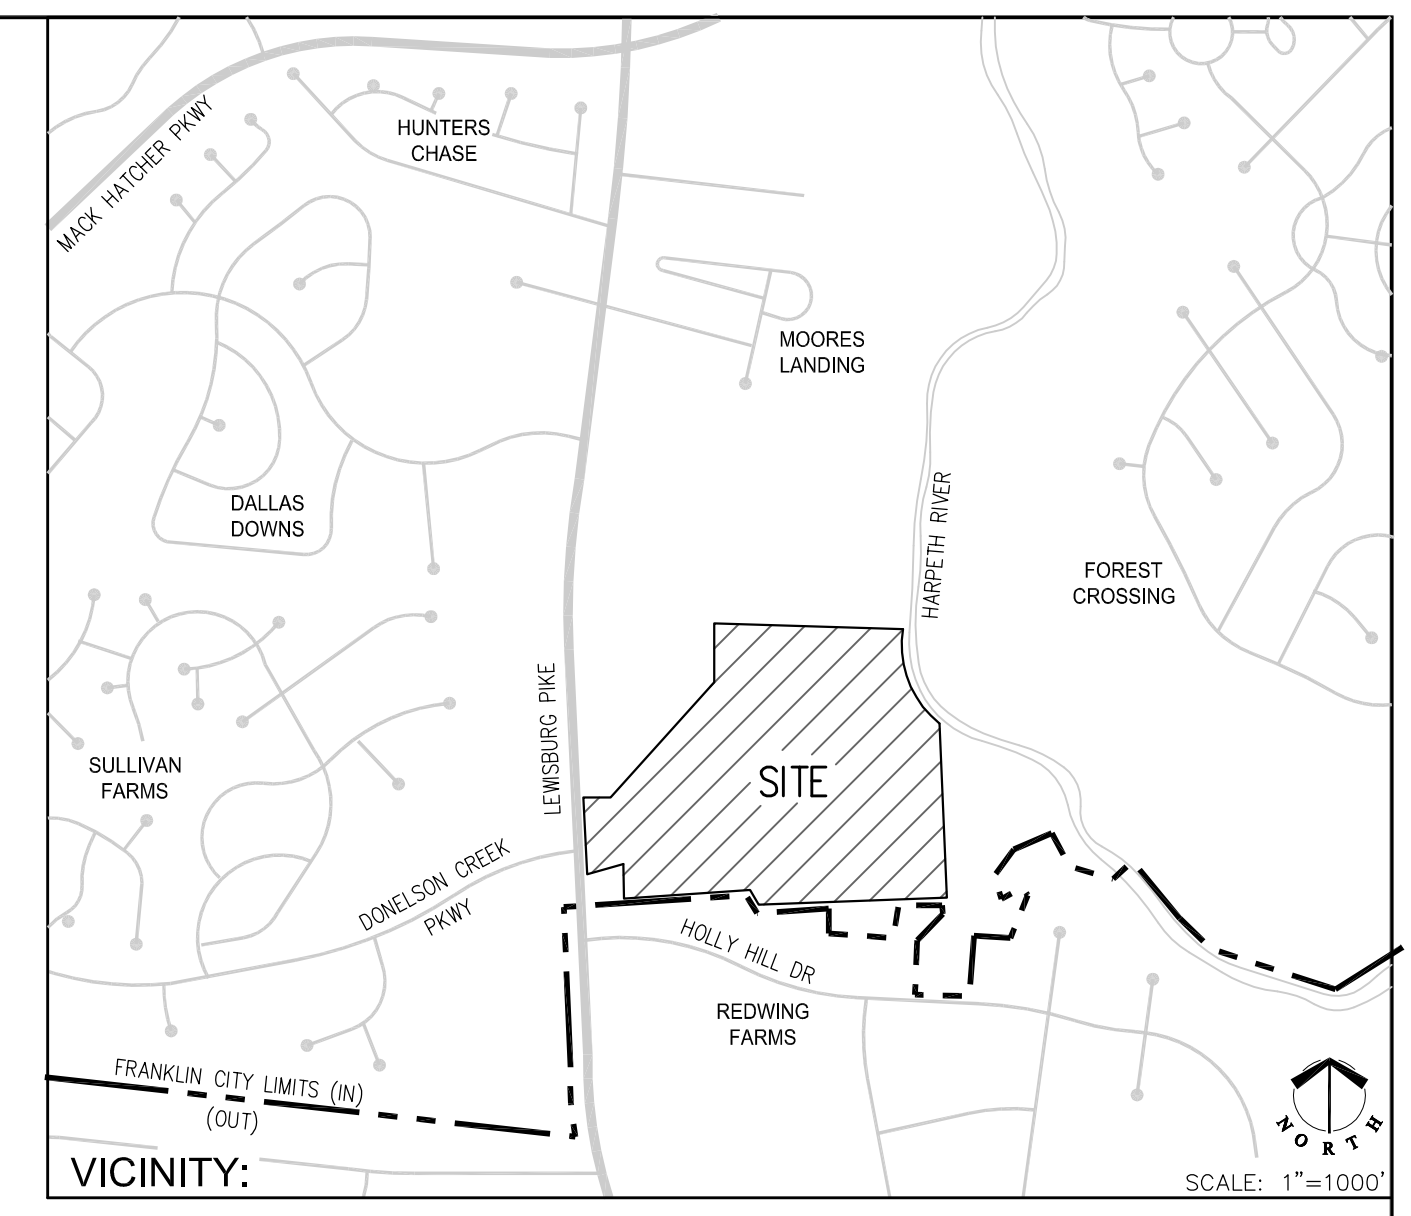 MACK HATCHER PKWY
HUNTERS
CHASE
MOORES
LANDING
DALLAS
DOWNS
HARPETH RIVER
FOREST
CROSSING
LEWISBURG PIKE
SITE
SULLIVAN
FARMS
DONELSON CREEK
PKWY
HOLLY HILL DR
REDWING
FARMS
FRANKLIN CITY LIMITS (IN)
(OUT)
NORTH
VICINITY:
SCALE: 1"=1000'